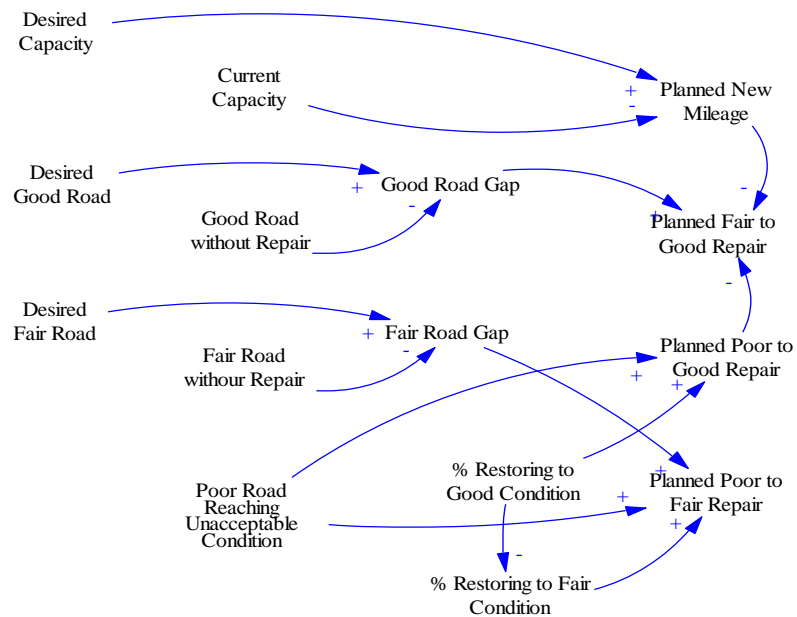 Desired
Capacity
Current
Capacity
+
-
Planned New
Mileage
Desired
Good Road
+
Good Road Gap
-
Good Road
without Repair
-
+
Planned Fair to
Good Repair
-
Desired
Fair Road
+
Fair Road Gap
-
Fair Road
withour Repair
Planned Poor to
Good Repair
+
+
Poor Road
Reaching
Unacceptable
Condition
% Restoring to
Good Condition
+
+
Planned Poor to
Fair Repair
+
-
% Restoring to Fair
Condition